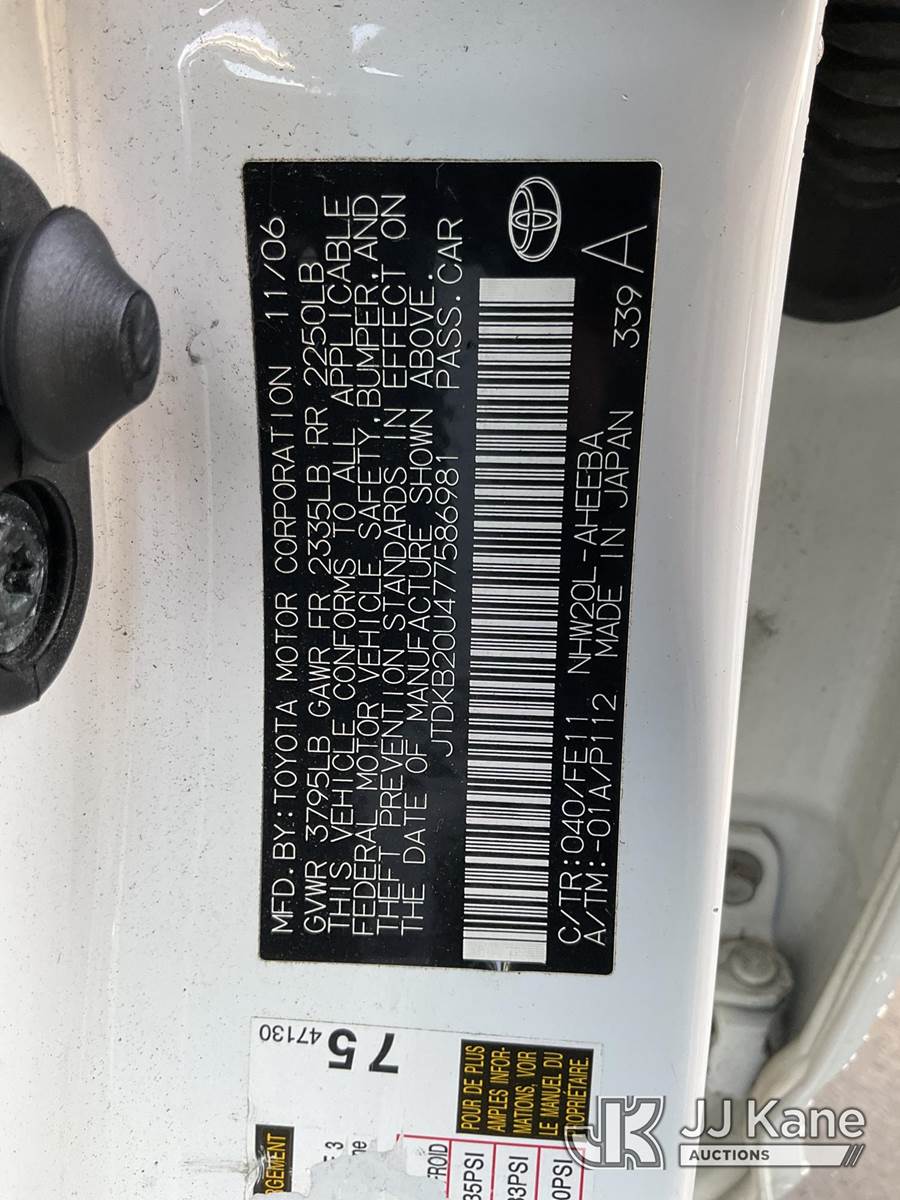 MFD. BY: TOYOTA MOTOR CORPORATION 11/06
GVWR 3795LB GAWR FR 2335LB RR 2250LB
THIS VEHICLE CONFORMS TO ALL APPLICABLE
FEDERAL MOTOR VEHICLE SAFETY, BUMPER, AND
THEFT PREVENTION STANDARDS IN EFFECT ON
THE DATE OF MANUFACTURE SHOWN ABOVE.
JTDKB20U477586981 PASS. CAR
C/TR: 040/FE11 NHW20L-AHEEBA 339 A
A/TM: -01A/P112 MADE IN JAPAN
47130
75
POUR DE PLUS
AMPLES INFOR-
MATIONS, VOIR
LE MANUEL DU
PROPRIÉTAIRE.
35PSI
33PSI
JK JJ Kane
AUCTIONS